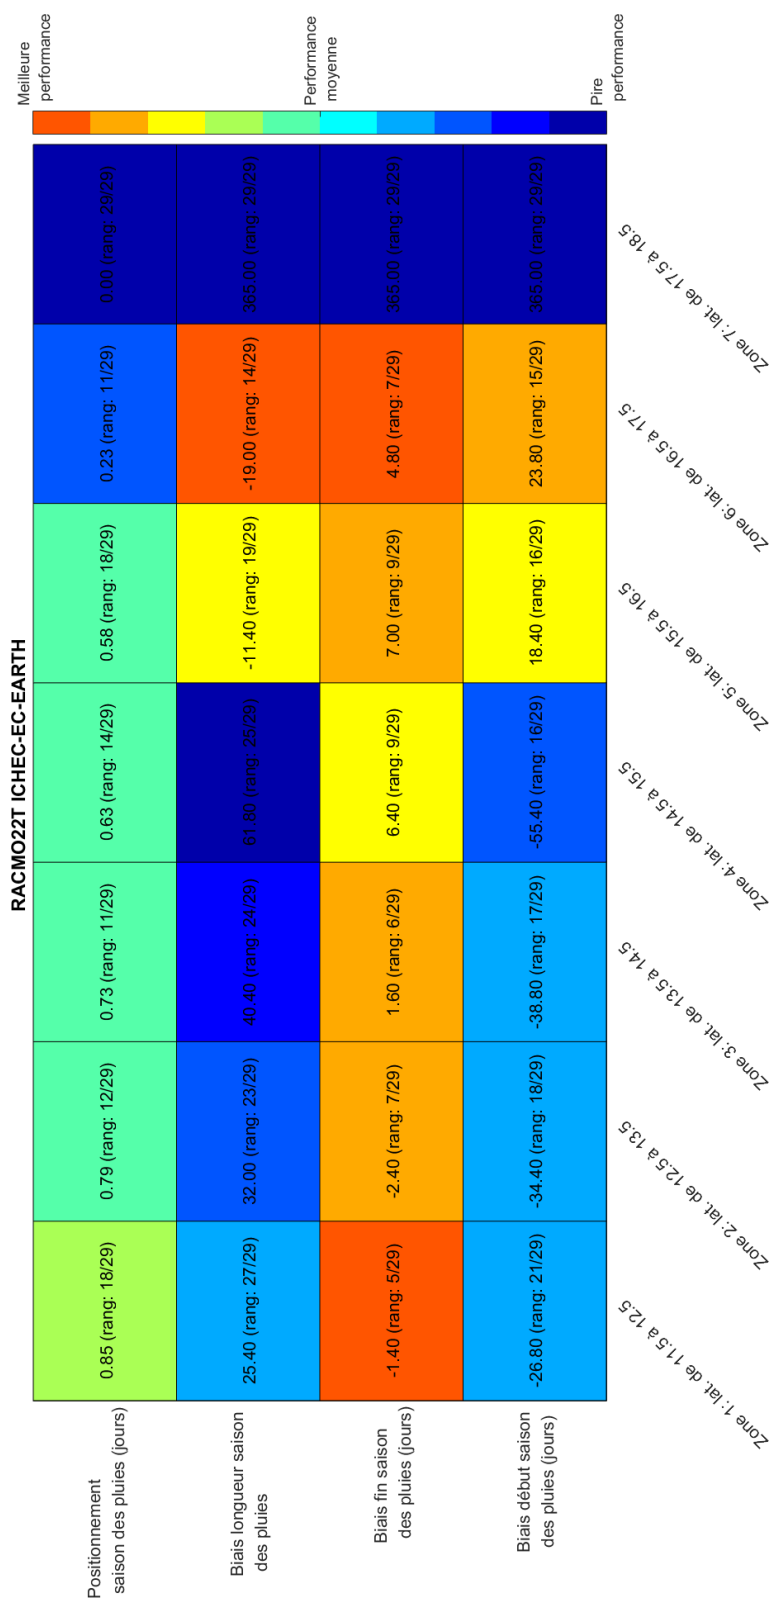 RACMO22T ICHEC-EC-EARTH
Positionnement
saison des pluies (jours)
0.85 (rang: 18/29)
0.79 (rang: 12/29)
0.73 (rang: 11/29)
0.63 (rang: 14/29)
0.58 (rang: 18/29)
0.23 (rang: 11/29)
0.00 (rang: 29/29)
Biais longueur saison
des pluies
25.40 (rang: 27/29)
32.00 (rang: 23/29)
40.40 (rang: 24/29)
61.80 (rang: 25/29)
-11.40 (rang: 19/29)
-19.00 (rang: 14/29)
365.00 (rang: 29/29)
Biais fin saison
des pluies (jours)
-1.40 (rang: 5/29)
-2.40 (rang: 7/29)
1.60 (rang: 6/29)
6.40 (rang: 9/29)
7.00 (rang: 9/29)
4.80 (rang: 7/29)
365.00 (rang: 29/29)
Biais début saison
des pluies (jours)
-26.80 (rang: 21/29)
-34.40 (rang: 18/29)
-38.80 (rang: 17/29)
-55.40 (rang: 16/29)
18.40 (rang: 16/29)
23.80 (rang: 15/29)
365.00 (rang: 29/29)
Zone 1: lat. de 11.5 à 12.5
Zone 2: lat. de 12.5 à 13.5
Zone 3: lat. de 13.5 à 14.5
Zone 4: lat. de 14.5 à 15.5
Zone 5: lat. de 15.5 à 16.5
Zone 6: lat. de 16.5 à 17.5
Zone 7: lat. de 17.5 à 18.5
Meilleure
performance
Performance
moyenne
Pire
performance